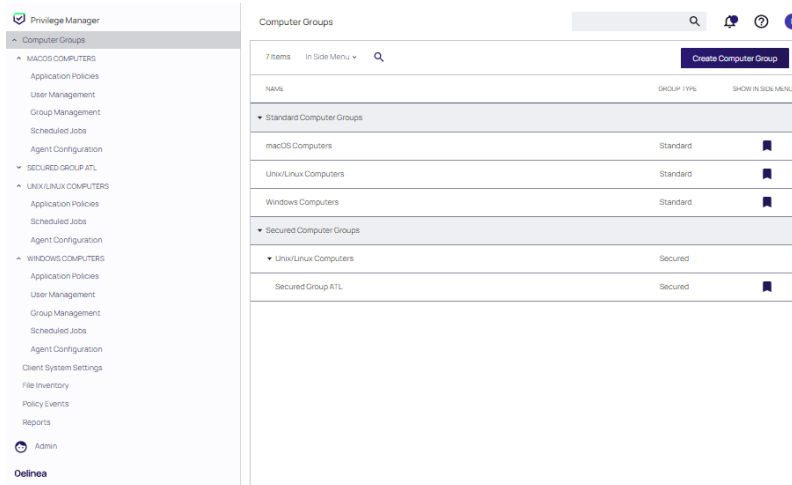 Privilege Manager
Computer Groups
MACOS COMPUTERS
Application Policies
User Management
Group Management
Scheduled Jobs
Agent Configuration
SECURED GROUP ATL
UNIX/LINUX COMPUTERS
Application Policies
Scheduled Jobs
Agent Configuration
WINDOWS COMPUTERS
Application Policies
User Management
Group Management
Scheduled Jobs
Agent Configuration
Client System Settings
File Inventory
Policy Events
Reports
Admin
Delinea
Computer Groups
7 Items In Side Menu
Create Computer Group
NAME GROUP TYPE SHOW IN SIDE MENU
Standard Computer Groups
macOS Computers Standard
Unix/Linux Computers Standard
Windows Computers Standard
Secured Computer Groups
Unix/Linux Computers Secured
Secured Group ATL Secured